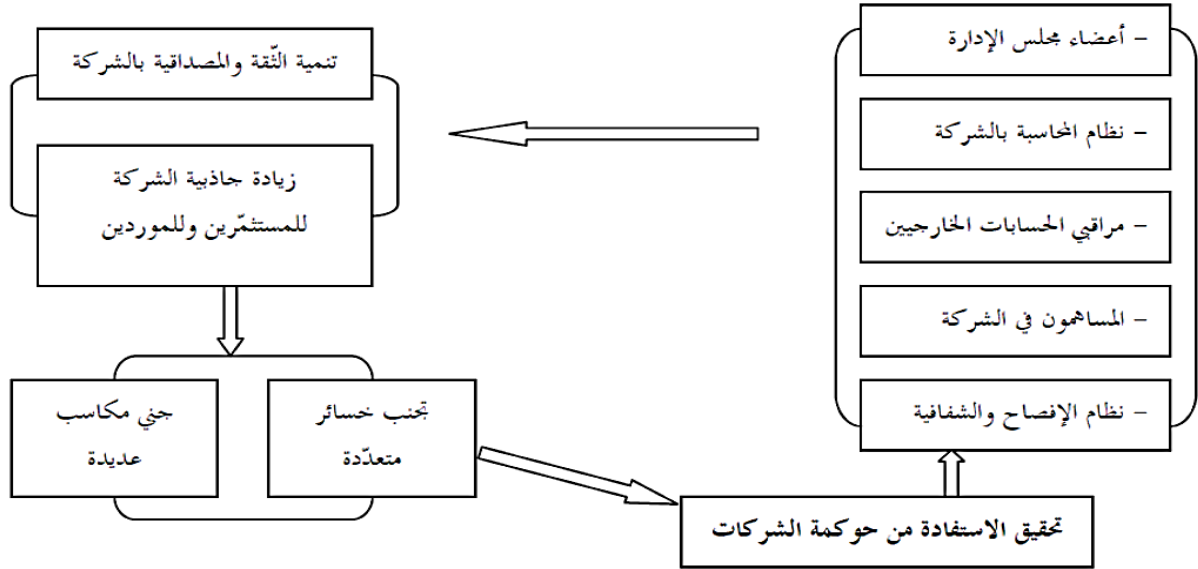 - أعضاء مجلس الإدارة
- نظام المحاسبة بالشركة
- مراقبي الحسابات الخارجيين
- المساهمون في الشركة
- نظام الإفصاح والشفافية
تنمية الثّقة والمصداقية بالشركة
زيادة جاذبية الشركة
للمستثمّرين وللموردين
تجنب خسائر
متعدّدة
جني مكاسب
عديدة
تحقيق الاستفادة من حوكمة الشركات